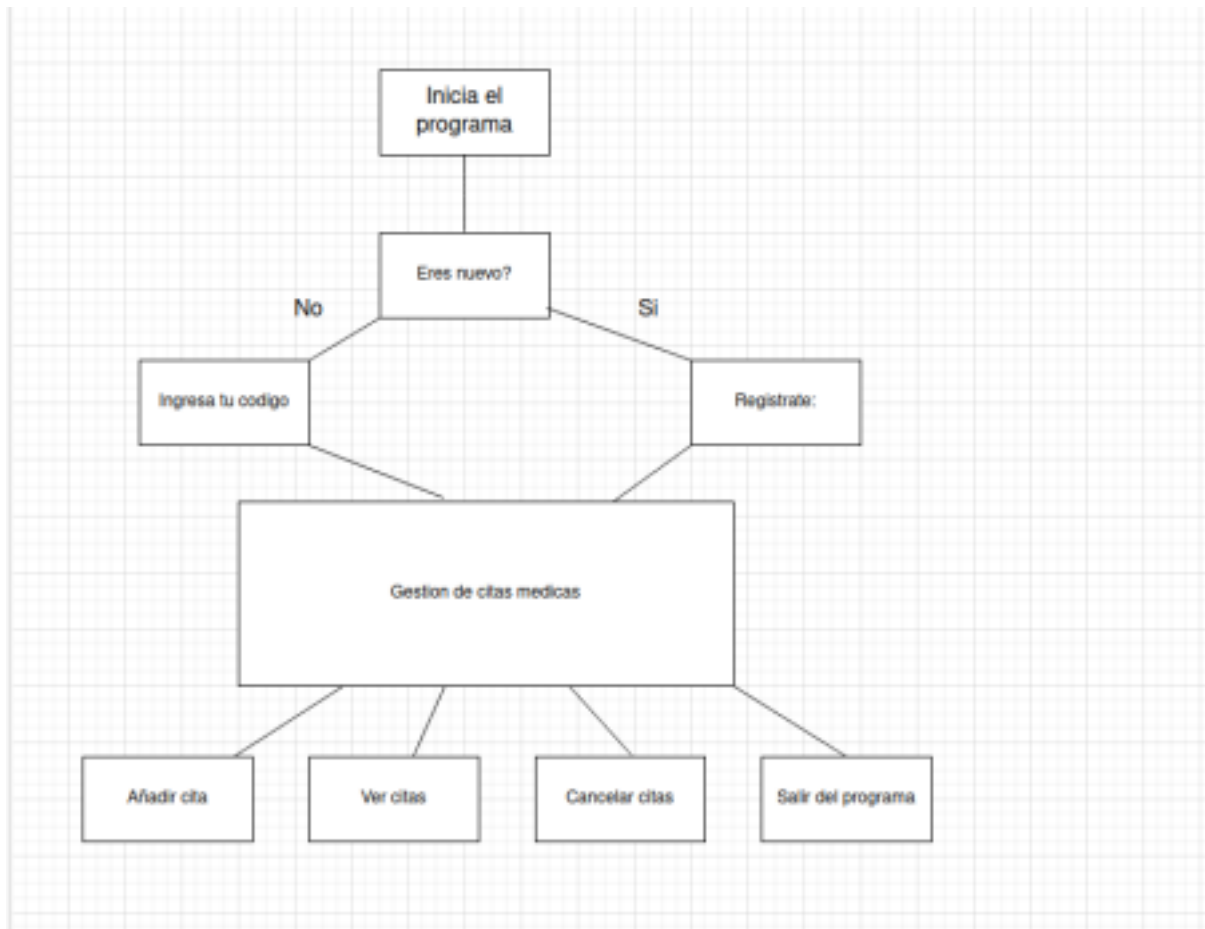 Inicia el
programa
Eres nuevo?
No
Si
Ingresa tu codigo
Registrate:
Gestion de citas medicas
Añadir cita
Ver citas
Cancelar citas
Salir del programa